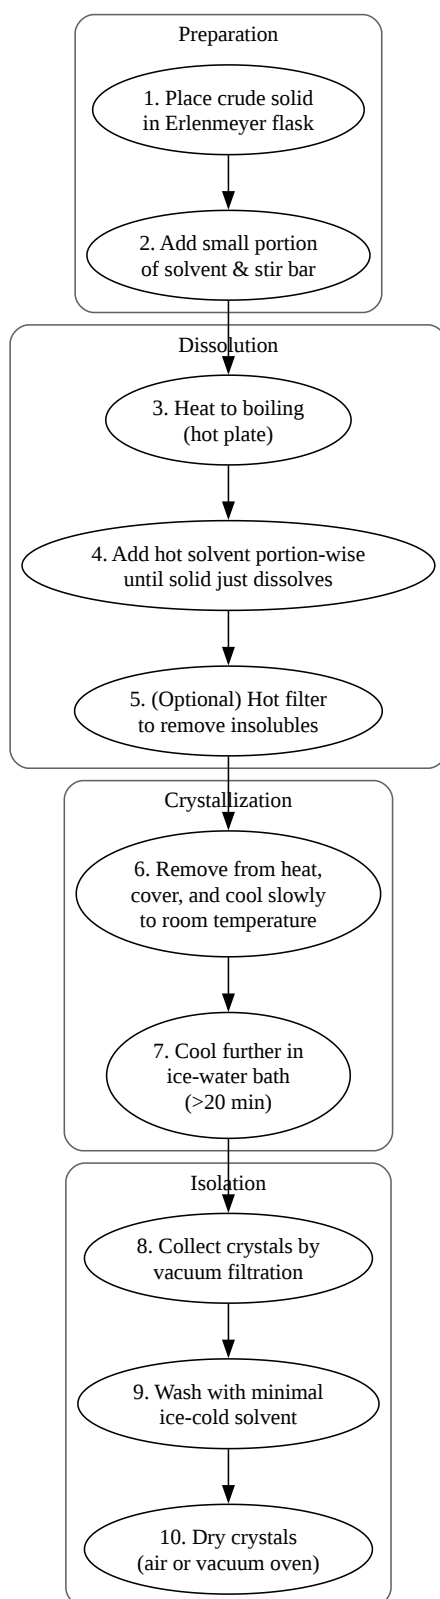 Preparation
1. Place crude solid
in Erlenmeyer flask
2. Add small portion
of solvent & stir bar
Dissolution
3. Heat to boiling
(hot plate)
4. Add hot solvent portion-wise
until solid just dissolves
5. (Optional) Hot filter
to remove insolubles
Crystallization
6. Remove from heat,
cover, and cool slowly
to room temperature
7. Cool further in
ice-water bath
(>20 min)
Isolation
8. Collect crystals by
vacuum filtration
9. Wash with minimal
ice-cold solvent
10. Dry crystals
(air or vacuum oven)